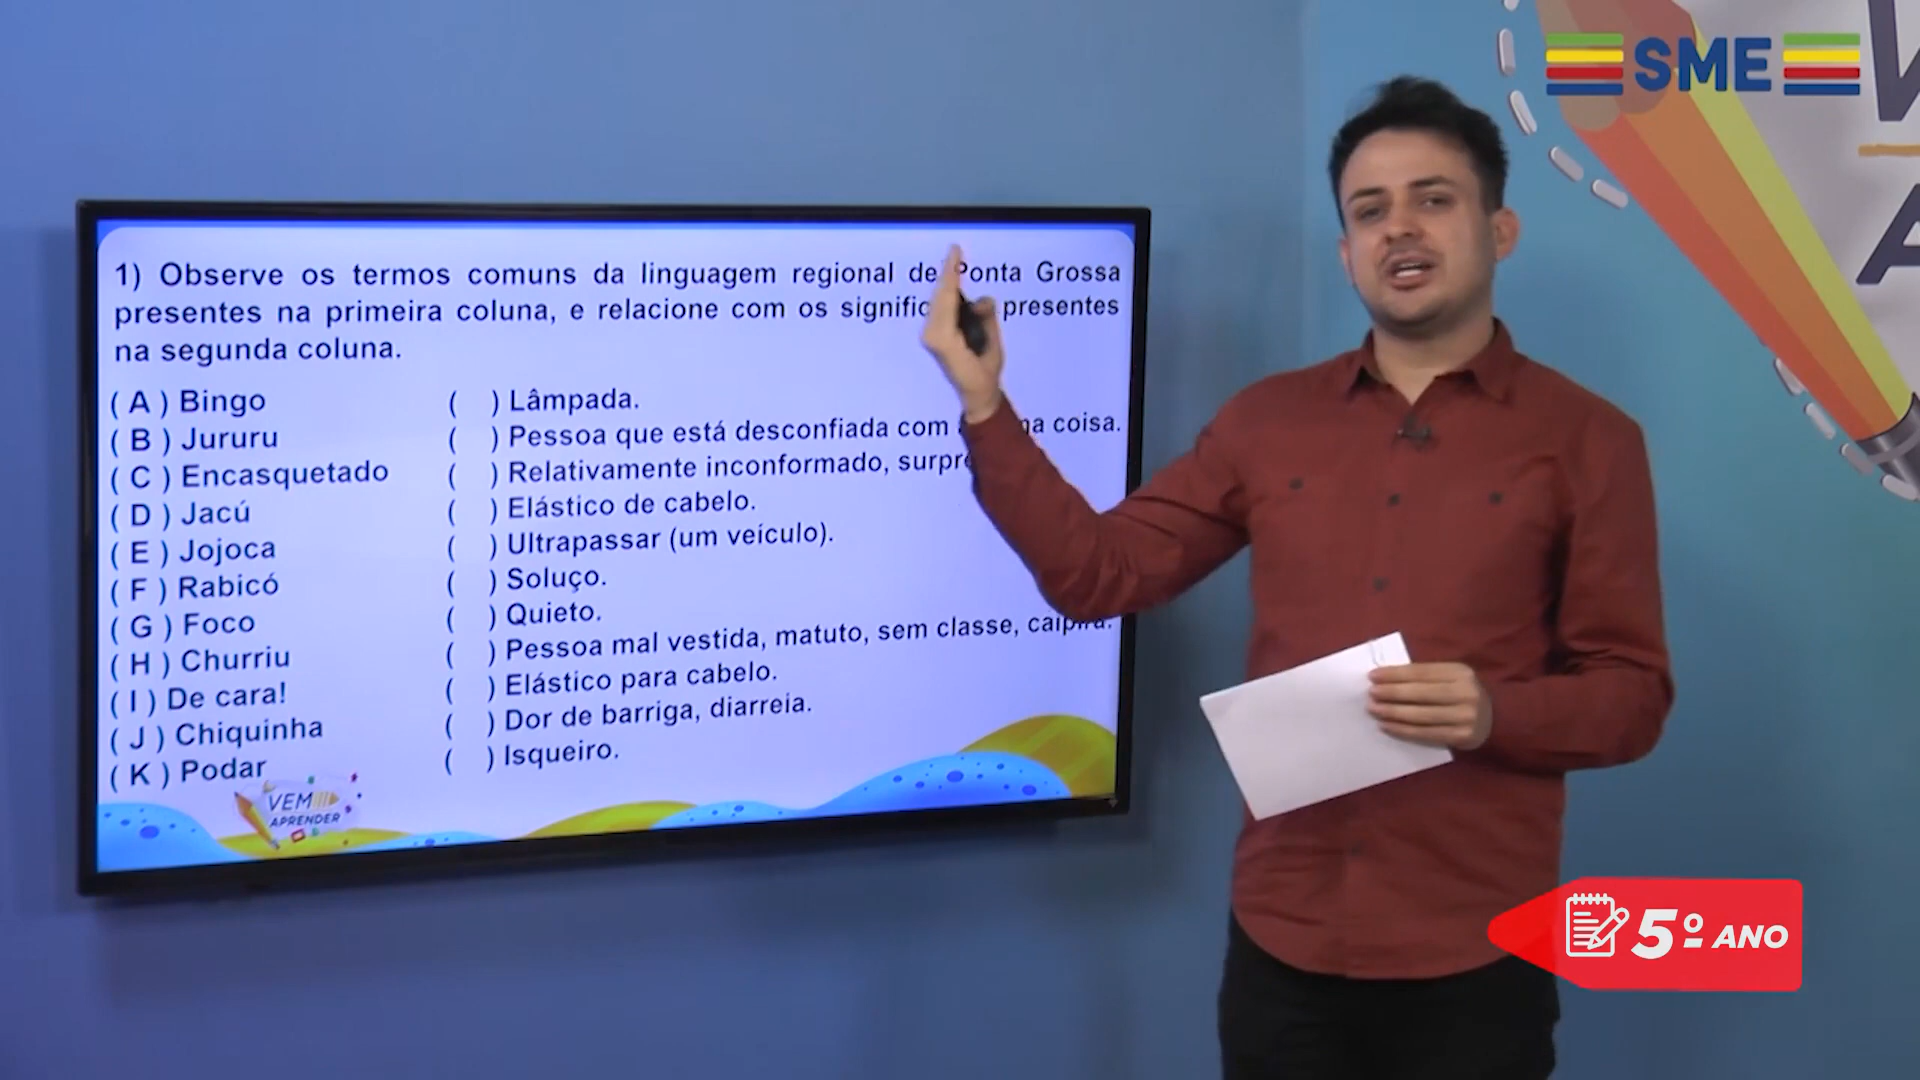 SME
1) Observe os termos comuns da linguagem regional de Ponta Grossa
presentes na primeira coluna, e relacione com os presentes
na segunda coluna.
( A ) Bingo ( ) Lâmpada.
( B ) Jururu ( ) Pessoa que está desconfiada com coisa.
( C ) Encasquetado ( ) Relativamente inconformado,
( D ) Jacú ( ) Elástico de cabelo.
( E ) Jojoca ( ) Ultrapassar (um veículo).
( F ) Rabicó ( ) Soluço.
( G ) Foco ( ) Quieto.
( H ) Churriu ( ) Pessoa mal vestida, matuto, sem classe, caipira.
( I ) De cara! ( ) Elástico para cabelo.
( J ) Chiquinha ( ) Dor de barriga, diarreia.
( K ) Podar ( ) Isqueiro.
VEM
APRENDER
5º ANO